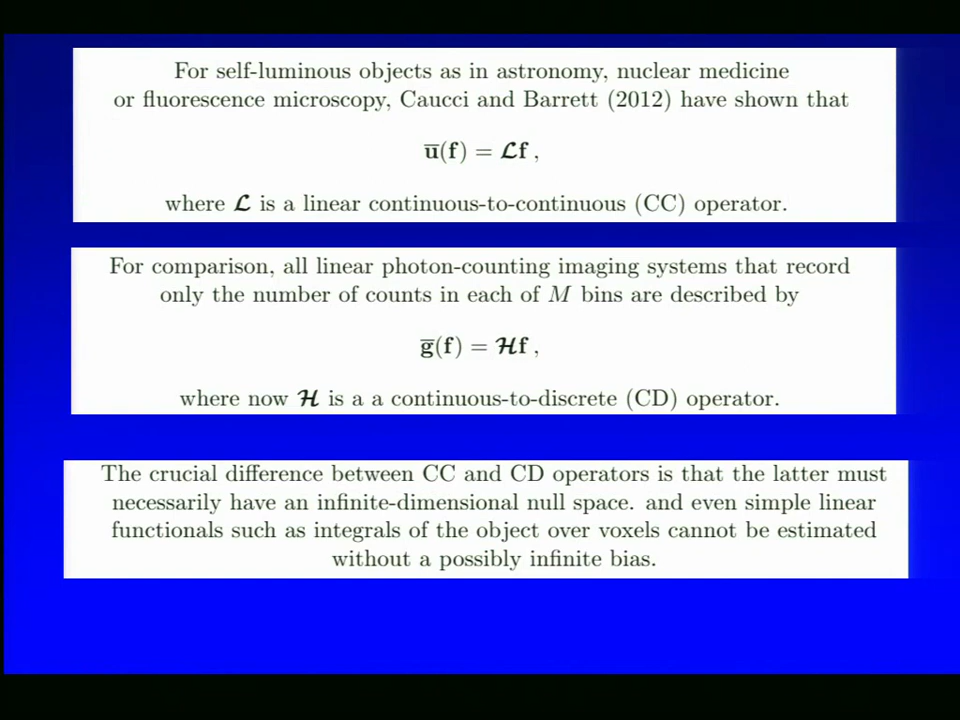 For self-luminous objects as in astronomy, nuclear medicine
or fluorescence microscopy, Caucci and Barrett (2012) have shown that
u̅(f) = ℒf ,
where ℒ is a linear continuous-to-continuous (CC) operator.
For comparison, all linear photon-counting imaging systems that record
only the number of counts in each of M bins are described by
g̅(f) = ℋf ,
where now ℋ is a a continuous-to-discrete (CD) operator.
The crucial difference between CC and CD operators is that the latter must
necessarily have an infinite-dimensional null space. and even simple linear
functionals such as integrals of the object over voxels cannot be estimated
without a possibly infinite bias.